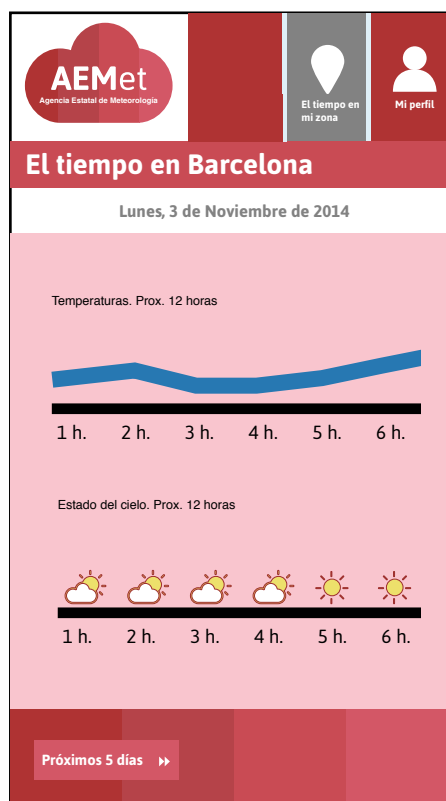 AEMet
Agencia Estatal de Meteorología
El tiempo en
mi zona
Mi perfil
El tiempo en Barcelona
Lunes, 3 de Noviembre de 2014
Temperaturas. Prox. 12 horas
1 h. 2 h. 3 h. 4 h. 5 h. 6 h.
Estado del cielo. Prox. 12 horas
1 h. 2 h. 3 h. 4 h. 5 h. 6 h.
Próximos 5 días